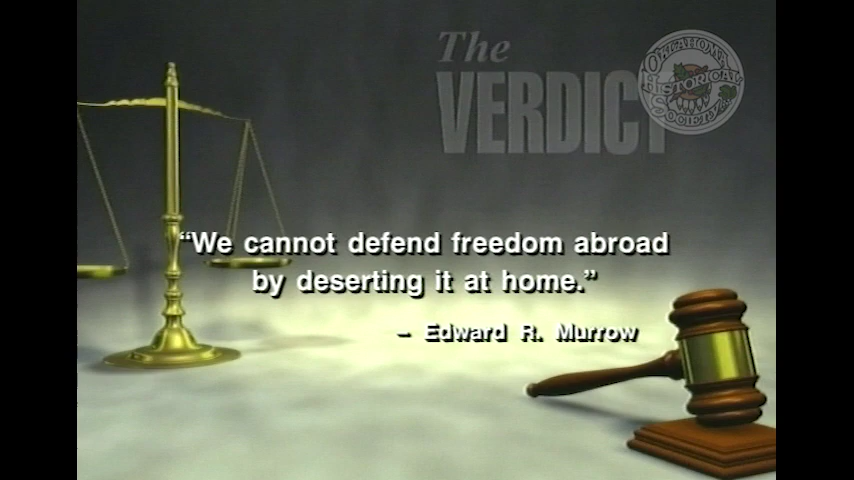 The
VERDICT
OKLAHOMA
HISTORICAL
SOCIETY
“We cannot defend freedom abroad
by deserting it at home.”
– Edward R. Murrow